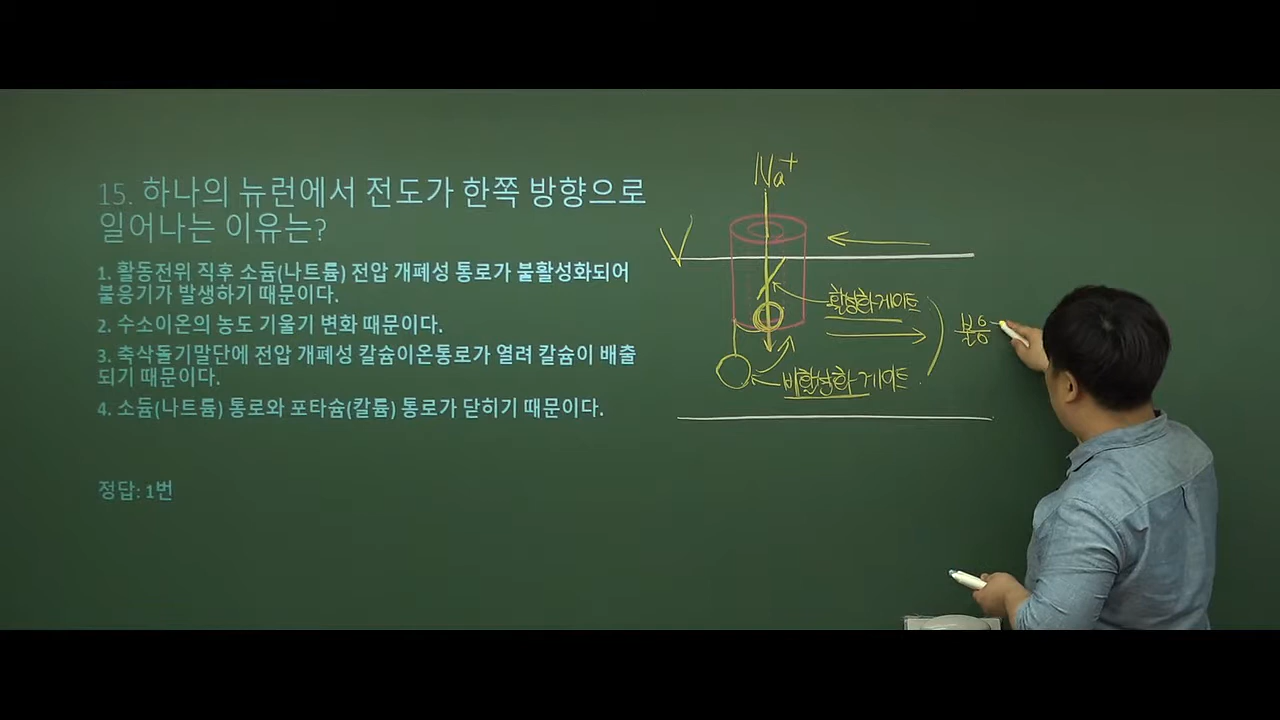 15. 하나의 뉴런에서 전도가 한쪽 방향으로
일어나는 이유는?
1. 활동전위 직후 소듐(나트륨) 전압 개폐성 통로가 불활성화되어
불응기가 발생하기 때문이다.
2. 수소이온의 농도 기울기 변화 때문이다.
3. 축삭돌기말단에 전압 개폐성 칼슘이온통로가 열려 칼슘이 배출
되기 때문이다.
4. 소듐(나트륨) 통로와 포타슘(칼륨) 통로가 닫히기 때문이다.
정답: 1번
Na+
V
활성화 게이트
비활성화 게이트
불응